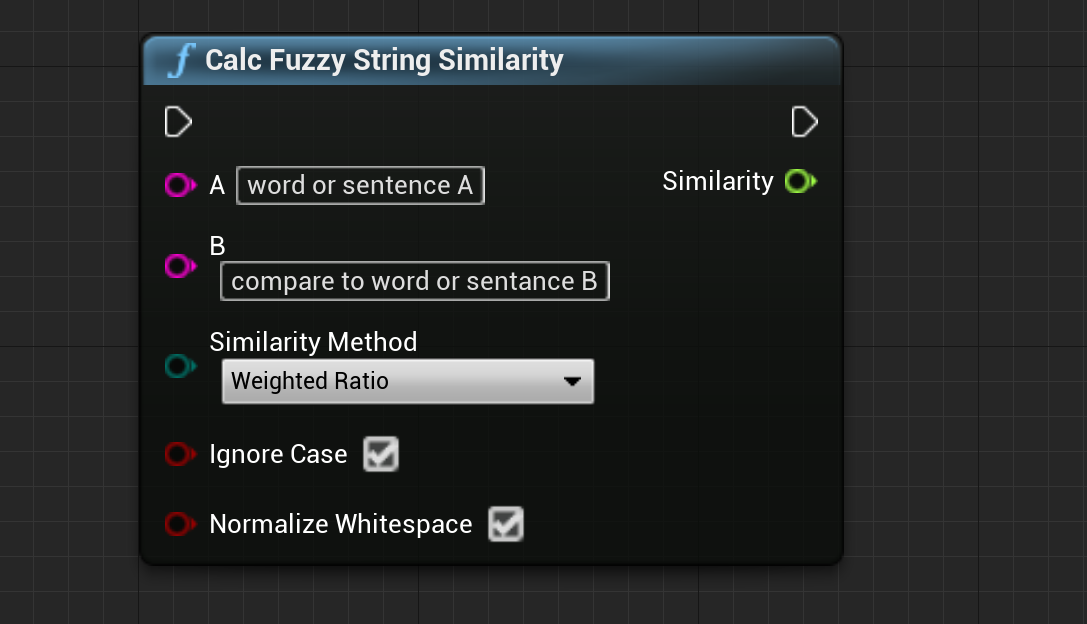 f Calc Fuzzy String Similarity
A word or sentence A
Similarity
B
compare to word or sentance B
Similarity Method
Weighted Ratio
Ignore Case
Normalize Whitespace